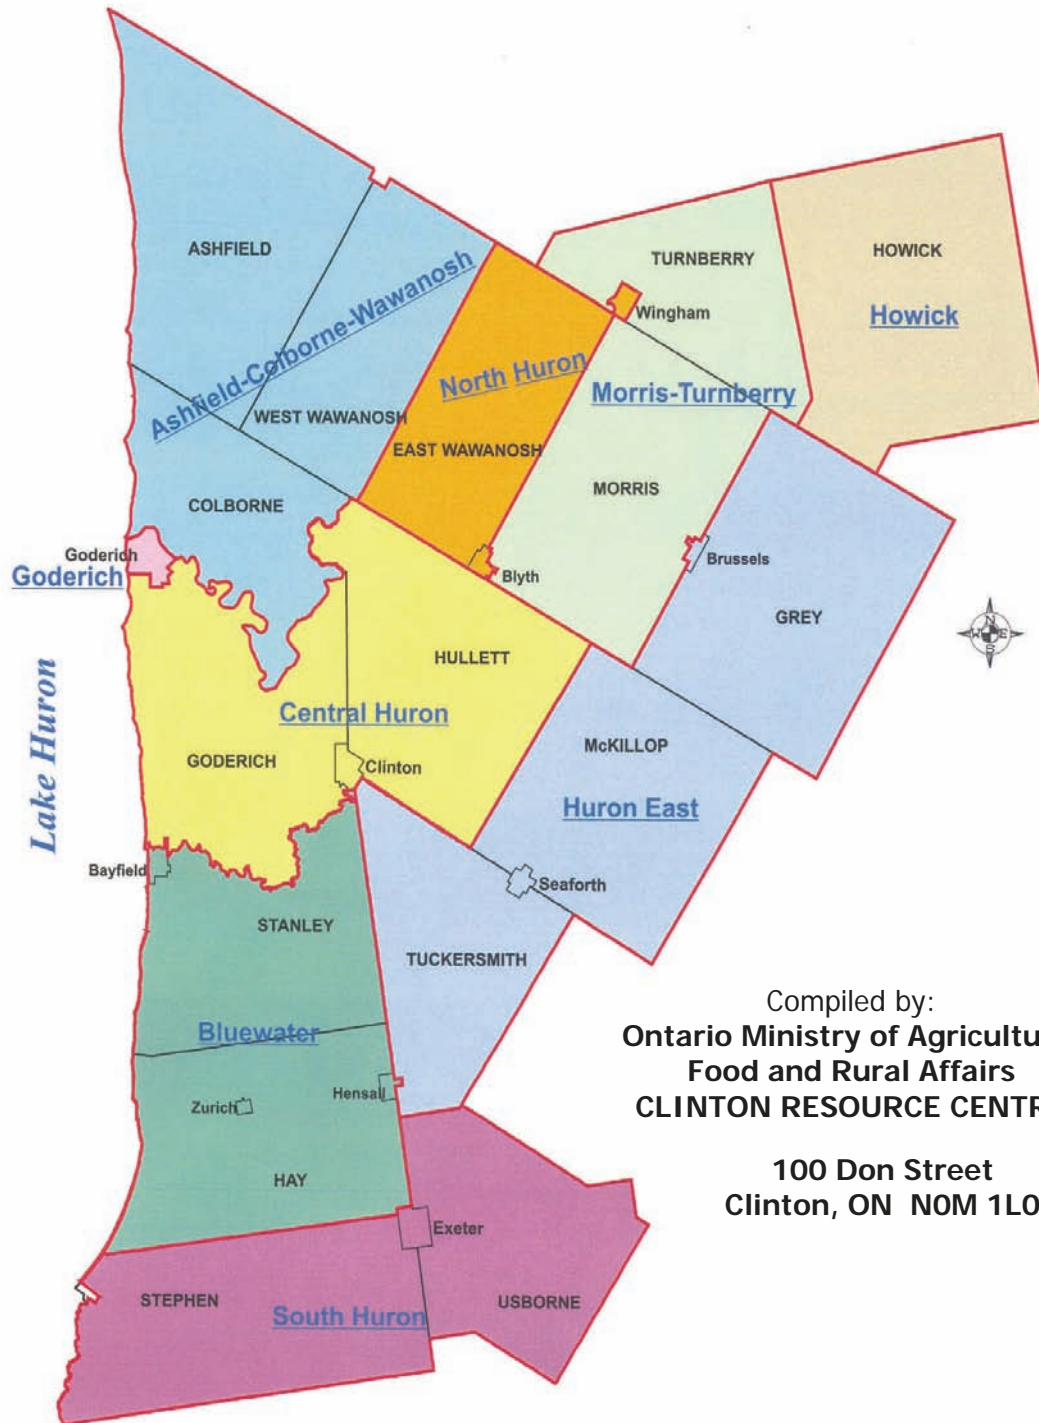 ASHFIELD
TURNBERRY
HOWICK
Howick
Wingham
Ashfield-Colborne-Wawanosh
North Huron
Morris-Turnberry
WEST WAWANOSH
EAST WAWANOSH
MORRIS
COLBORNE
Goderich
Goderich
Blyth
Brussels
GREY
N
W E
S
HULLETT
Lake Huron
Central Huron
GODERICH
Clinton
McKILLOP
Huron East
Bayfield
Seaforth
STANLEY
TUCKERSMITH
Bluewater
Hensall
Zurich
HAY
Exeter
STEPHEN
South Huron
USBORNE
Compiled by:
Ontario Ministry of Agricultu
Food and Rural Affairs
CLINTON RESOURCE CENTR
100 Don Street
Clinton, ON N0M 1L0